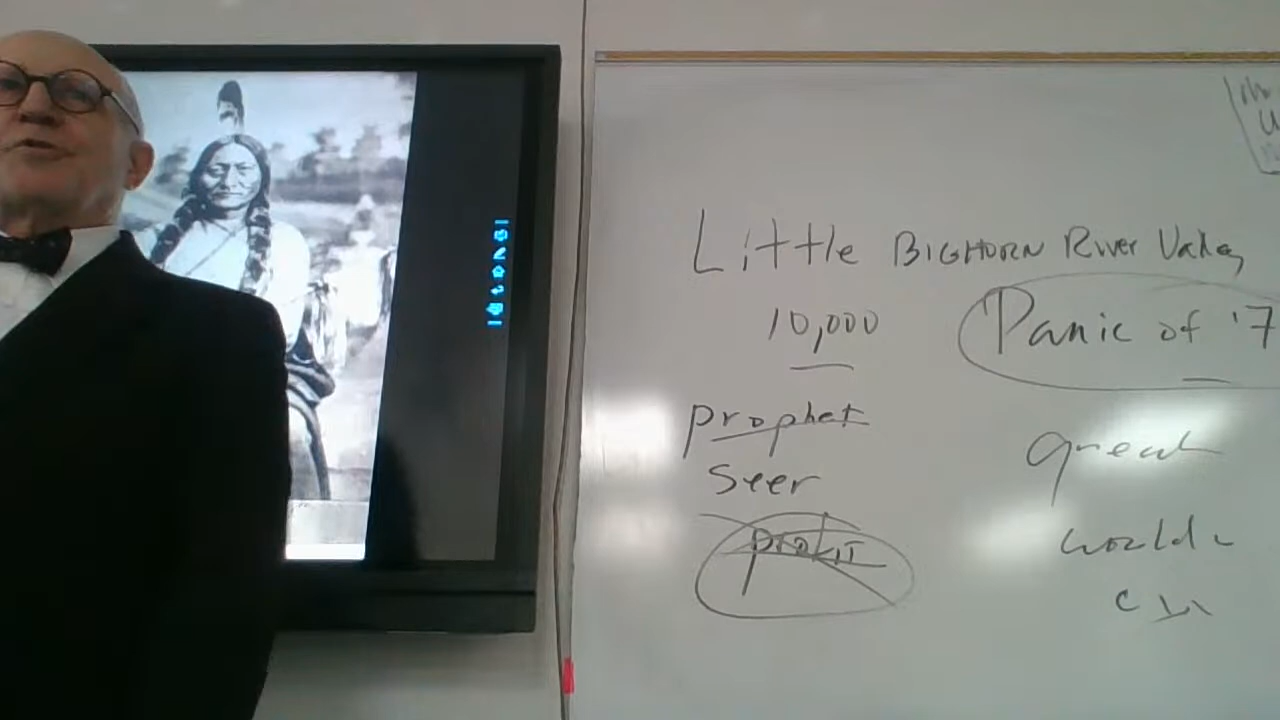 Little BIGHORN River Valley
10,000
Panic of '7
prophet
great
Seer
world
profit